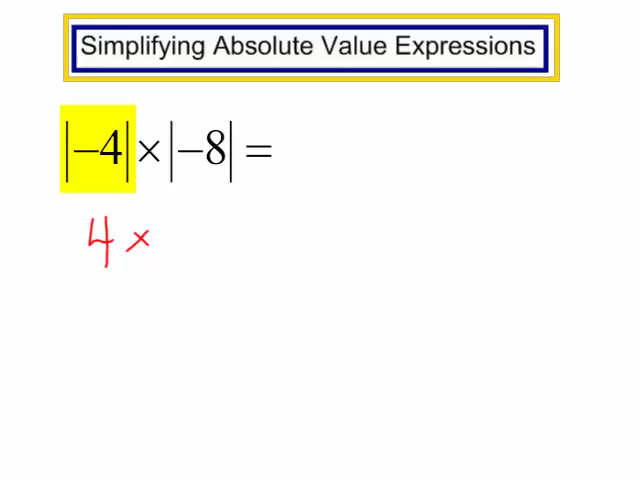 Simplifying Absolute Value Expressions
|−4|×|−8|=
4×